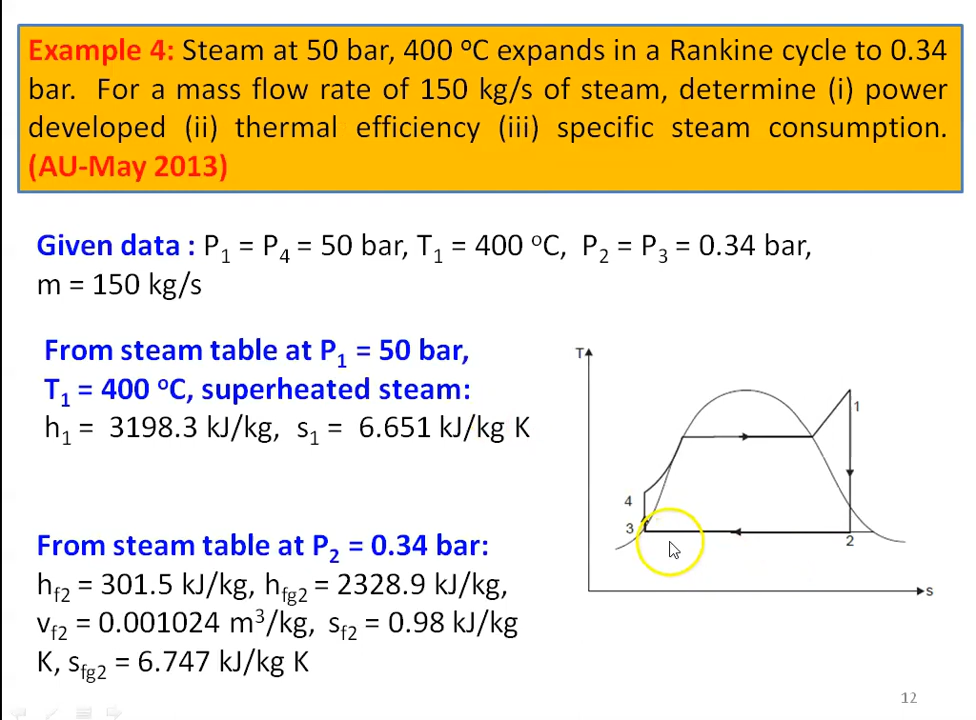 Example 4: Steam at 50 bar, 400 ºC expands in a Rankine cycle to 0.34
bar. For a mass flow rate of 150 kg/s of steam, determine (i) power
developed (ii) thermal efficiency (iii) specific steam consumption.
(AU-May 2013)
Given data : P₁ = P₄ = 50 bar, T₁ = 400 ºC, P₂ = P₃ = 0.34 bar,
m = 150 kg/s
From steam table at P₁ = 50 bar,
T₁ = 400 ºC, superheated steam:
h₁ = 3198.3 kJ/kg, s₁ = 6.651 kJ/kg K
From steam table at P₂ = 0.34 bar:
hf2 = 301.5 kJ/kg, hfg2 = 2328.9 kJ/kg,
vf2 = 0.001024 m³/kg, sf2 = 0.98 kJ/kg
K, sfg2 = 6.747 kJ/kg K
T
1
4
3
2
s
12